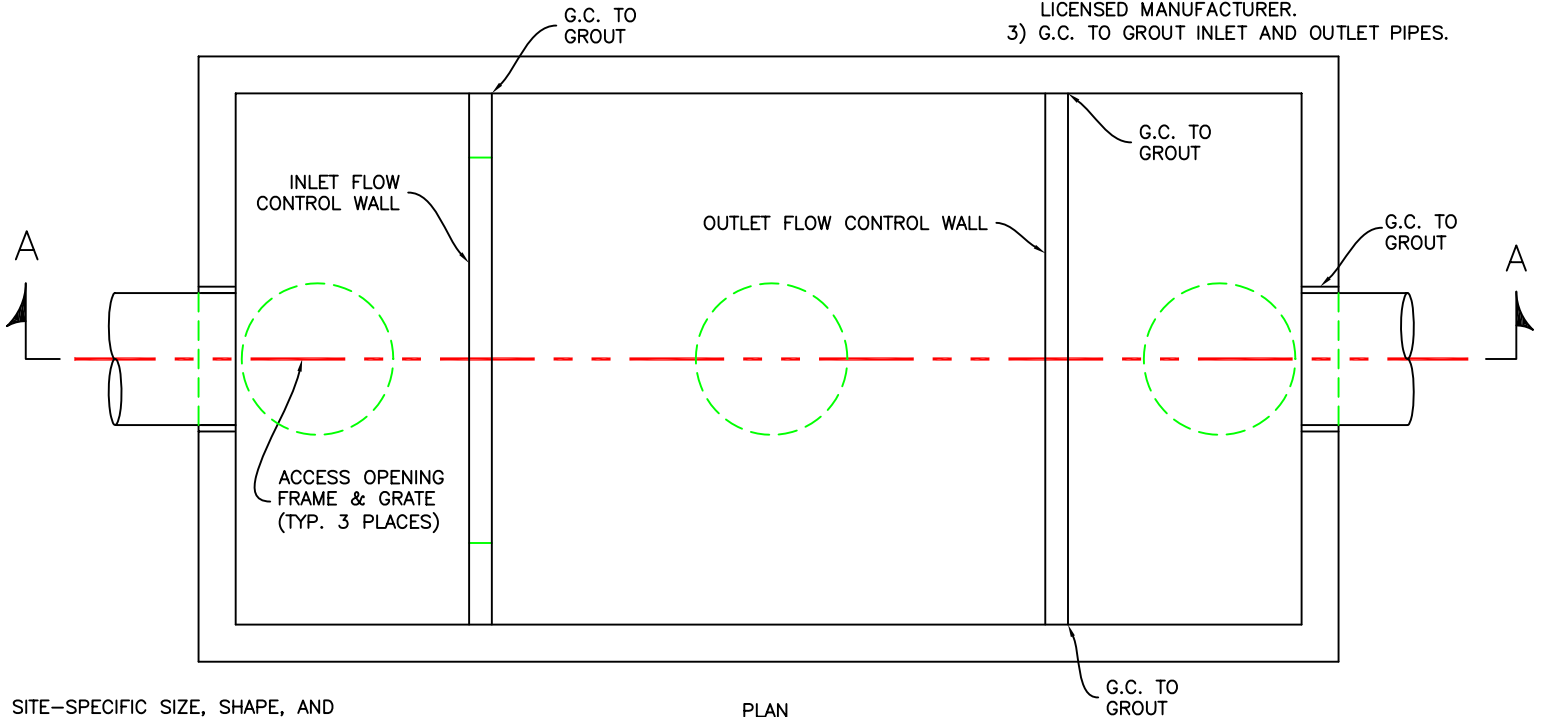 LICENSED MANUFACTURER.
3) G.C. TO GROUT INLET AND OUTLET PIPES.
G.C. TO
GROUT
G.C. TO
GROUT
INLET FLOW
CONTROL WALL
OUTLET FLOW CONTROL WALL
G.C. TO
GROUT
A
A
ACCESS OPENING
FRAME & GRATE
(TYP. 3 PLACES)
G.C. TO
GROUT
SITE-SPECIFIC SIZE, SHAPE, AND
PLAN